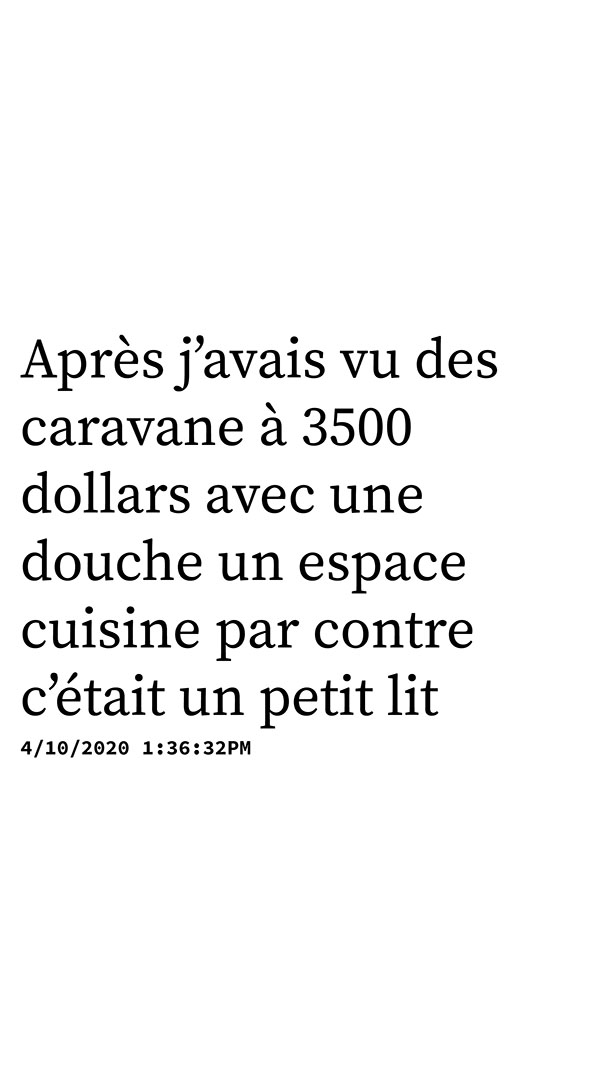 Après j’avais vu des
caravane à 3500
dollars avec une
douche un espace
cuisine par contre
c’était un petit lit
4/10/2020 1:36:32PM